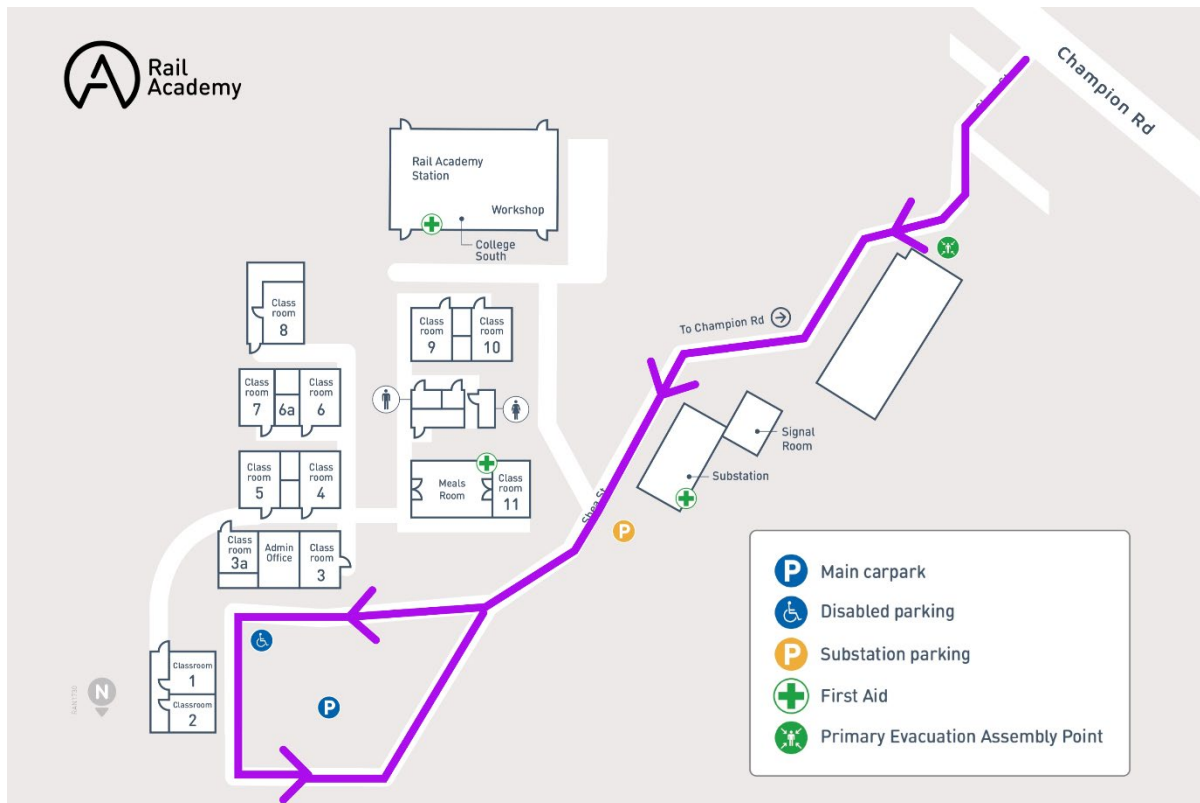 Rail
Academy
Champion Rd
Rail Academy
Station
Workshop
College
South
Class
room
8
Class
room
9
Class
room
10
To Champion Rd
Class
room
7
6a
Class
room
6
Signal
Room
Substation
Class
room
5
Class
room
4
Meals
Room
Class
room
11
Shea St
P
Class
room
3a
Admin
Office
Class
room
3
Classroom
1
Classroom
2
N
P
P Main carpark
Disabled parking
P Substation parking
First Aid
Primary Evacuation Assembly Point